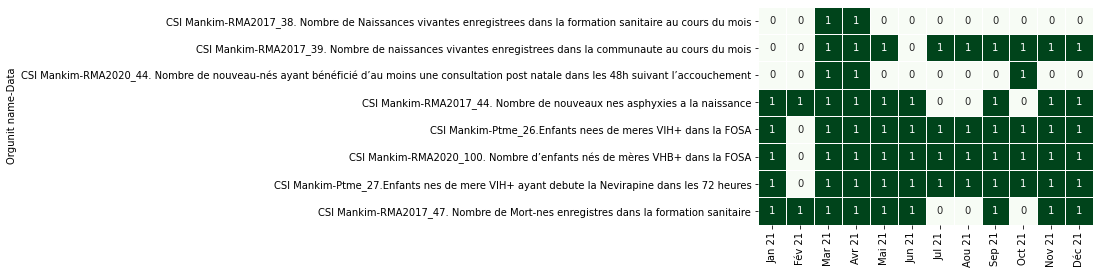 Orgunit name-Data
CSI Mankim-RMA2017_38. Nombre de Naissances vivantes enregistrees dans la formation sanitaire au cours du mois
0 0 1 1 0 0 0 0 0 0 0 0
CSI Mankim-RMA2017_39. Nombre de naissances vivantes enregistrees dans la communaute au cours du mois
0 0 1 1 1 0 1 1 1 1 1 1
CSI Mankim-RMA2020_44. Nombre de nouveau-nés ayant bénéficié d’au moins une consultation post natale dans les 48h suivant l’accouchement
0 0 1 1 0 0 0 0 0 1 0 0
CSI Mankim-RMA2017_44. Nombre de nouveaux nes asphyxies a la naissance
1 1 1 1 1 1 0 0 1 0 1 1
CSI Mankim-Ptme_26.Enfants nees de meres VIH+ dans la FOSA
1 0 1 1 1 1 1 1 1 1 1 1
CSI Mankim-RMA2020_100. Nombre d’enfants nés de mères VHB+ dans la FOSA
1 0 1 1 1 1 1 1 1 1 1 1
CSI Mankim-Ptme_27.Enfants nes de mere VIH+ ayant debute la Nevirapine dans les 72 heures
1 0 1 1 1 1 1 1 1 1 1 1
CSI Mankim-RMA2017_47. Nombre de Mort-nes enregistres dans la formation sanitaire
1 1 1 1 1 1 0 0 1 0 1 1
Jan 21
Fév 21
Mar 21
Avr 21
Mai 21
Jun 21
Jul 21
Aou 21
Sep 21
Oct 21
Nov 21
Déc 21